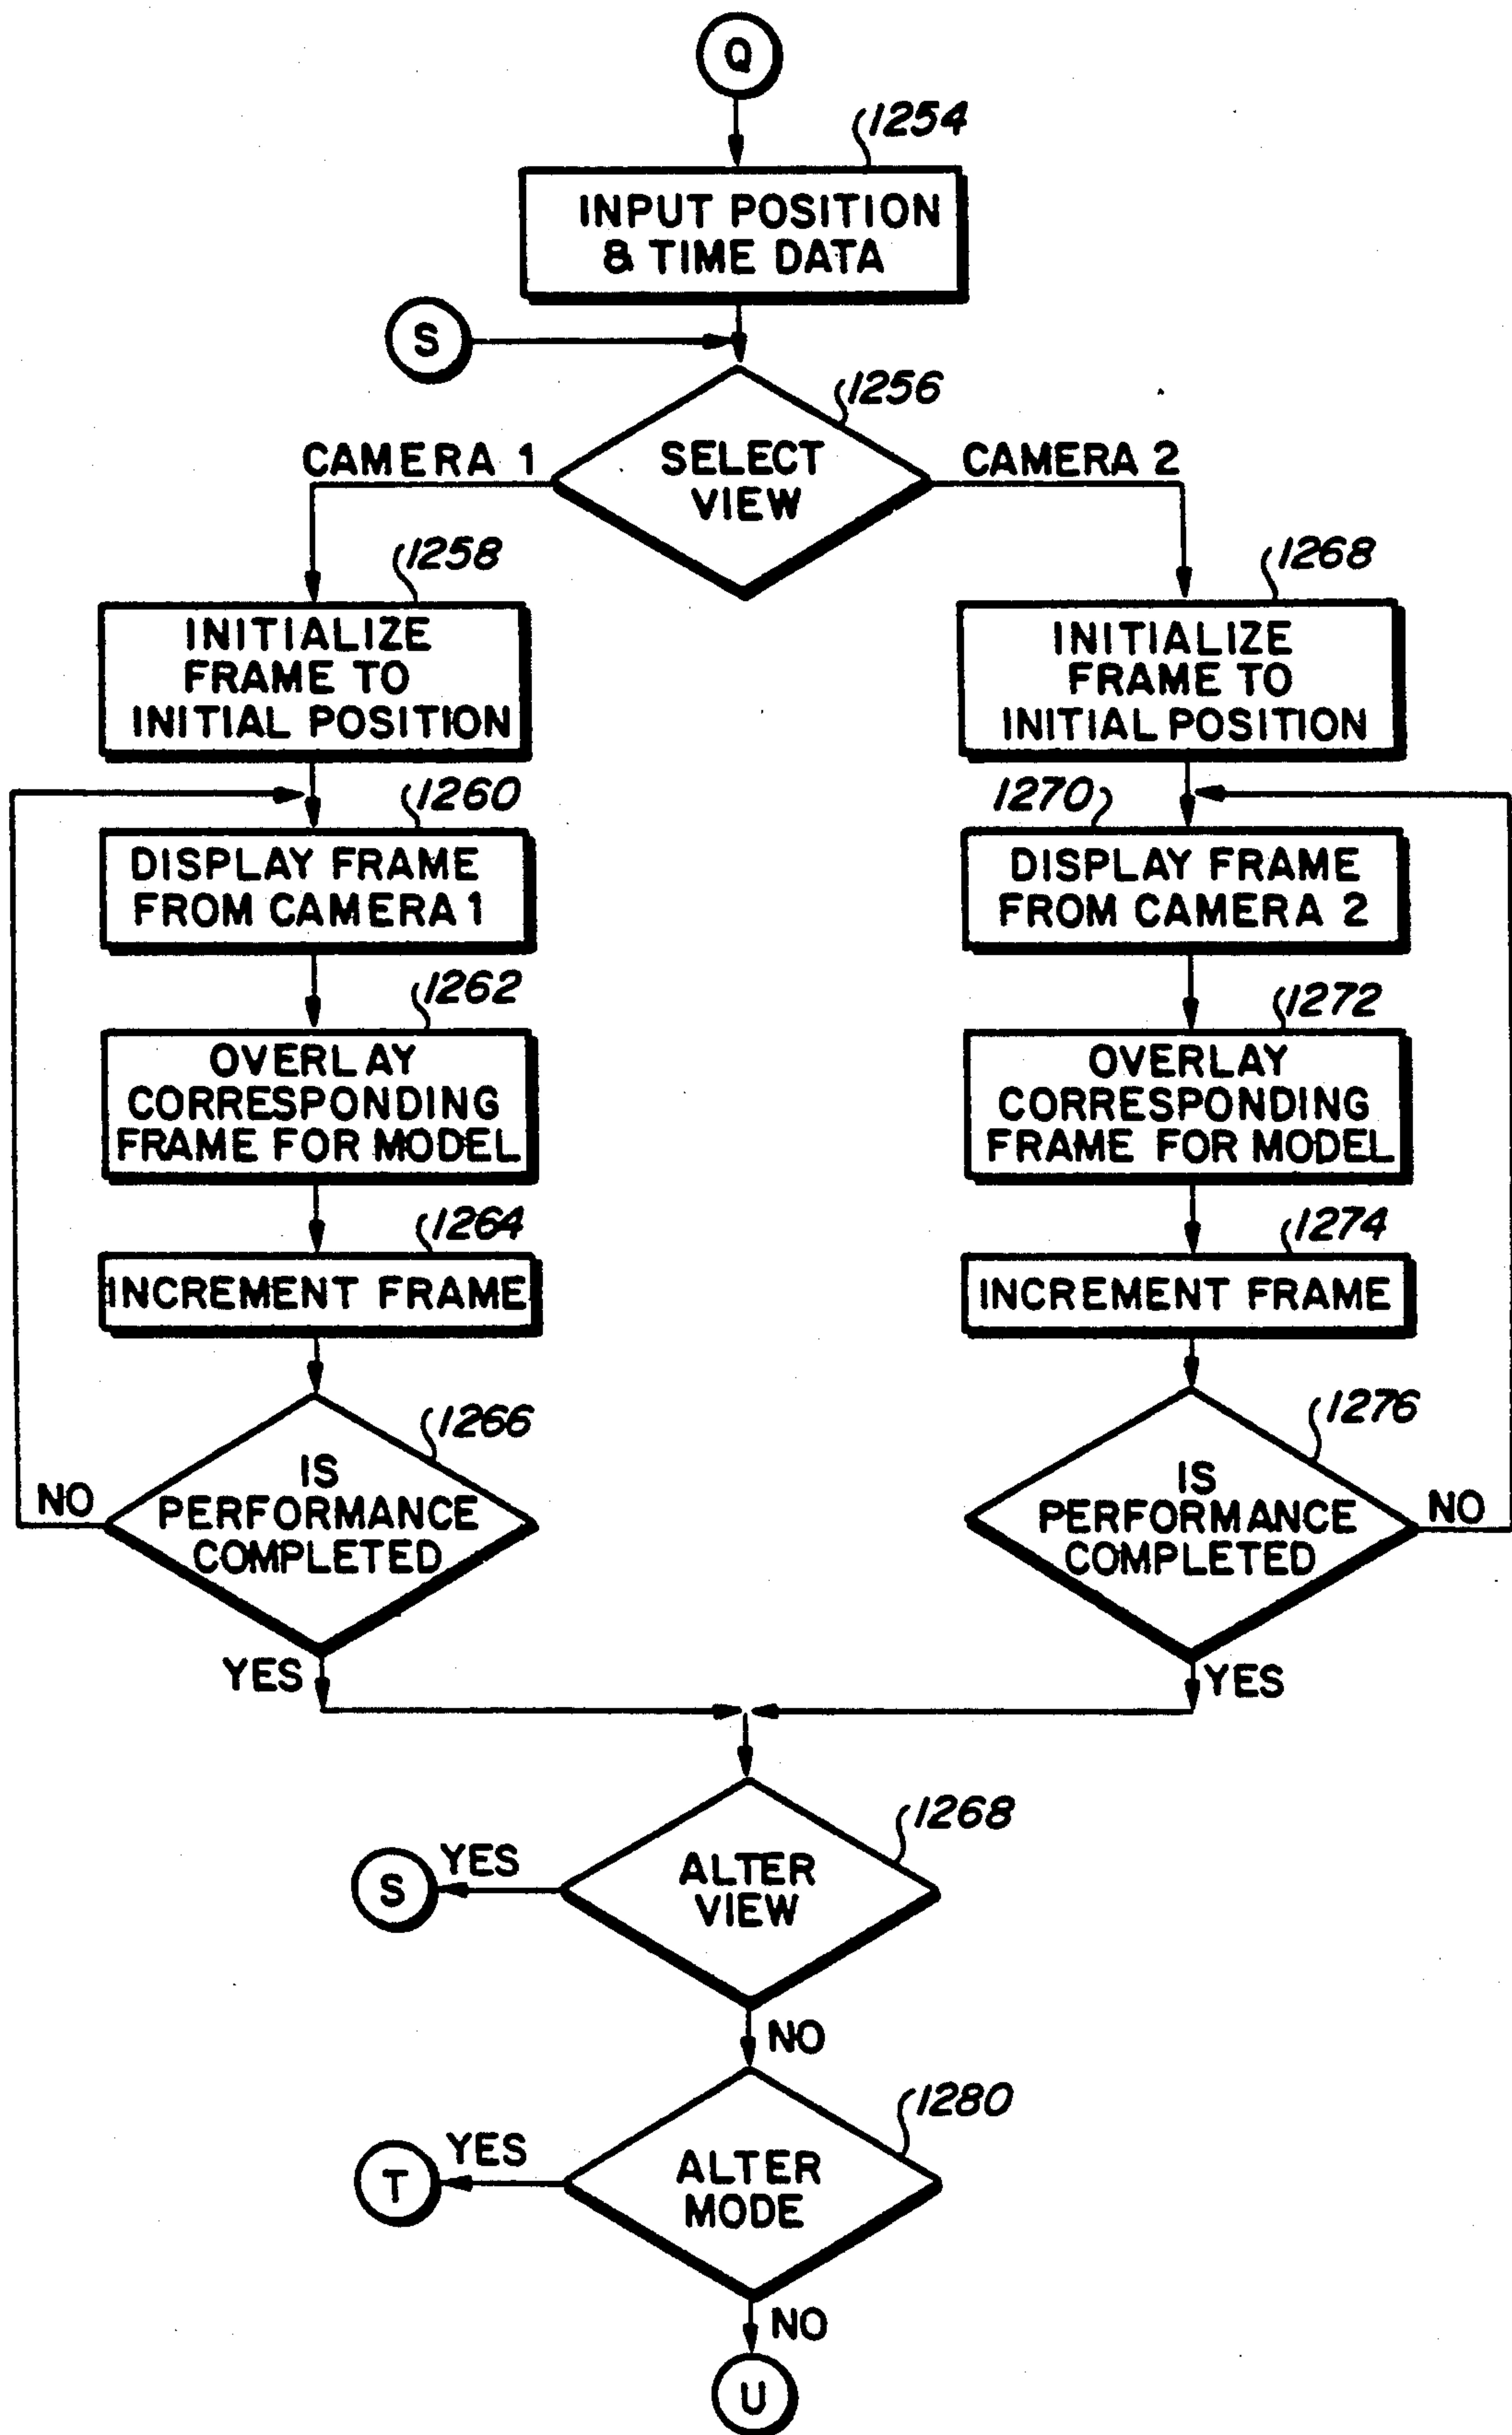 Q
1254
INPUT POSITION
& TIME DATA
S
1256
CAMERA 1
SELECT
VIEW
CAMERA 2
1258
INITIALIZE
FRAME TO
INITIAL POSITION
1268
INITIALIZE
FRAME TO
INITIAL POSITION
1260
DISPLAY FRAME
FROM CAMERA 1
1270
DISPLAY FRAME
FROM CAMERA 2
1262
OVERLAY
CORRESPONDING
FRAME FOR MODEL
1272
OVERLAY
CORRESPONDING
FRAME FOR MODEL
1264
INCREMENT FRAME
1274
INCREMENT FRAME
1266
IS
PERFORMANCE
COMPLETED
NO
YES
1276
IS
PERFORMANCE
COMPLETED
NO
YES
1268
ALTER
VIEW
YES
S
NO
1280
ALTER
MODE
YES
T
NO
U